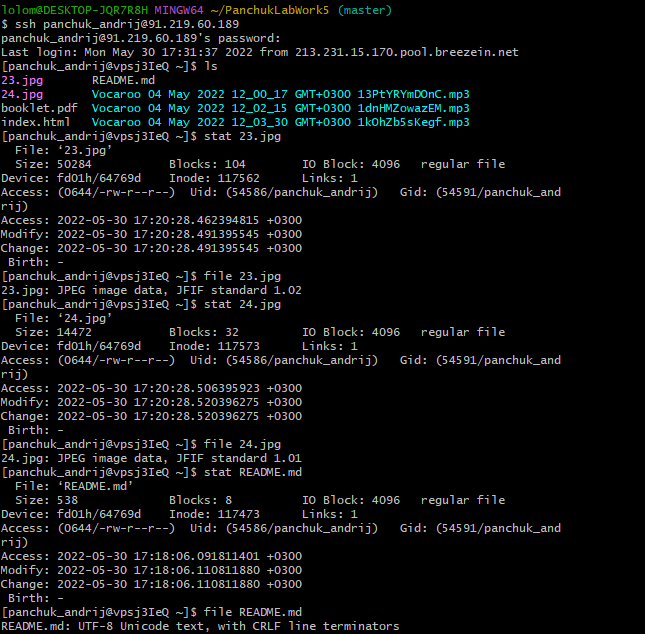 lolom@DESKTOP-JQR7R8H MINGW64 ~/PanchukLabWork5 (master)
$ ssh panchuk_andrij@91.219.60.189
panchuk_andrij@91.219.60.189's password:
Last login: Mon May 30 17:31:37 2022 from 213.231.15.170.pool.breezein.net
[panchuk_andrij@vpsj3IeQ ~]$ ls
23.jpg       README.md
24.jpg       Vocaroo 04 May 2022 12_00_17 GMT+0300 13PtYRYmDOnC.mp3
booklet.pdf  Vocaroo 04 May 2022 12_02_15 GMT+0300 1dnHMZowazEM.mp3
index.html   Vocaroo 04 May 2022 12_03_30 GMT+0300 1kOhZb5sKegf.mp3
[panchuk_andrij@vpsj3IeQ ~]$ stat 23.jpg
  File: ‘23.jpg’
  Size: 50284           Blocks: 104        IO Block: 4096   regular file
Device: fd01h/64769d    Inode: 117562      Links: 1
Access: (0644/-rw-r--r--)  Uid: (54586/panchuk_andrij)   Gid: (54591/panchuk_and
rij)
Access: 2022-05-30 17:20:28.462394815 +0300
Modify: 2022-05-30 17:20:28.491395545 +0300
Change: 2022-05-30 17:20:28.491395545 +0300
 Birth: -
[panchuk_andrij@vpsj3IeQ ~]$ file 23.jpg
23.jpg: JPEG image data, JFIF standard 1.02
[panchuk_andrij@vpsj3IeQ ~]$ stat 24.jpg
  File: ‘24.jpg’
  Size: 14472           Blocks: 32         IO Block: 4096   regular file
Device: fd01h/64769d    Inode: 117573      Links: 1
Access: (0644/-rw-r--r--)  Uid: (54586/panchuk_andrij)   Gid: (54591/panchuk_and
rij)
Access: 2022-05-30 17:20:28.506395923 +0300
Modify: 2022-05-30 17:20:28.520396275 +0300
Change: 2022-05-30 17:20:28.520396275 +0300
 Birth: -
[panchuk_andrij@vpsj3IeQ ~]$ file 24.jpg
24.jpg: JPEG image data, JFIF standard 1.01
[panchuk_andrij@vpsj3IeQ ~]$ stat README.md
  File: ‘README.md’
  Size: 538             Blocks: 8          IO Block: 4096   regular file
Device: fd01h/64769d    Inode: 117473      Links: 1
Access: (0644/-rw-r--r--)  Uid: (54586/panchuk_andrij)   Gid: (54591/panchuk_and
rij)
Access: 2022-05-30 17:18:06.091811401 +0300
Modify: 2022-05-30 17:18:06.110811880 +0300
Change: 2022-05-30 17:18:06.110811880 +0300
 Birth: -
[panchuk_andrij@vpsj3IeQ ~]$ file README.md
README.md: UTF-8 Unicode text, with CRLF line terminators